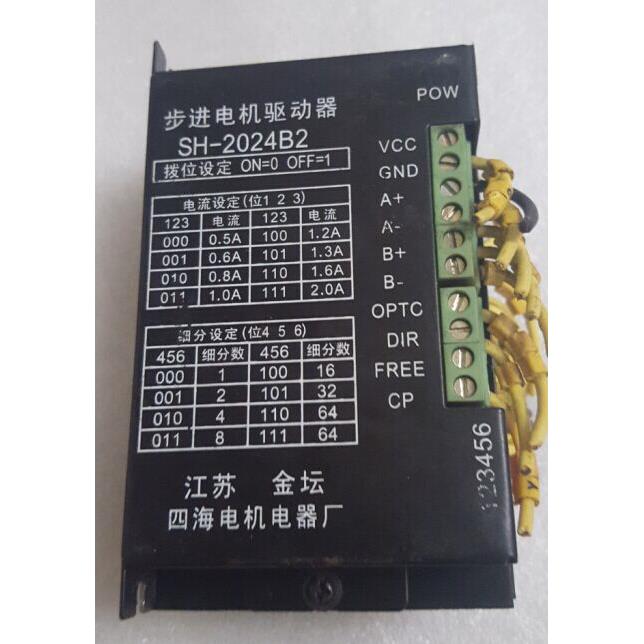 步进电机驱动器
SH-2024B2
拨位设定 ON=0 OFF=1
电流设定(位1 2 3)
123 电流 123 电流
000 0.5A 100 1.2A
001 0.6A 101 1.3A
010 0.8A 110 1.6A
011 1.0A 111 2.0A
细分设定(位4 5 6)
456 细分数 456 细分数
000 1 100 16
001 2 101 32
010 4 110 64
011 8 111 64
江苏 金坛
四海电机电器厂
POW
VCC
GND
A+
A-
B+
B-
OPTC
DIR
FREE
CP
123456